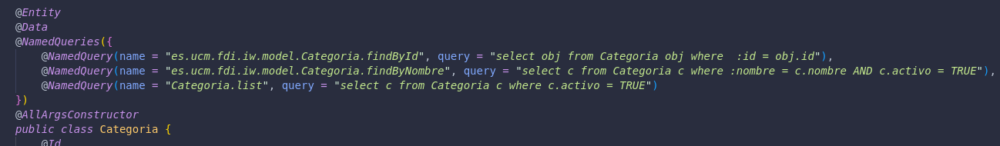 @Entity
@Data
@NamedQueries({
@NamedQuery(name = "es.ucm.fdi.iw.model.Categoria.findById", query = "select obj from Categoria obj where  :id = obj.id"),
@NamedQuery(name = "es.ucm.fdi.iw.model.Categoria.findByNombre", query = "select c from Categoria c where :nombre = c.nombre AND c.activo = TRUE"),
@NamedQuery(name = "Categoria.list", query = "select c from Categoria c where c.activo = TRUE")
})
@AllArgsConstructor
public class Categoria {
@Id